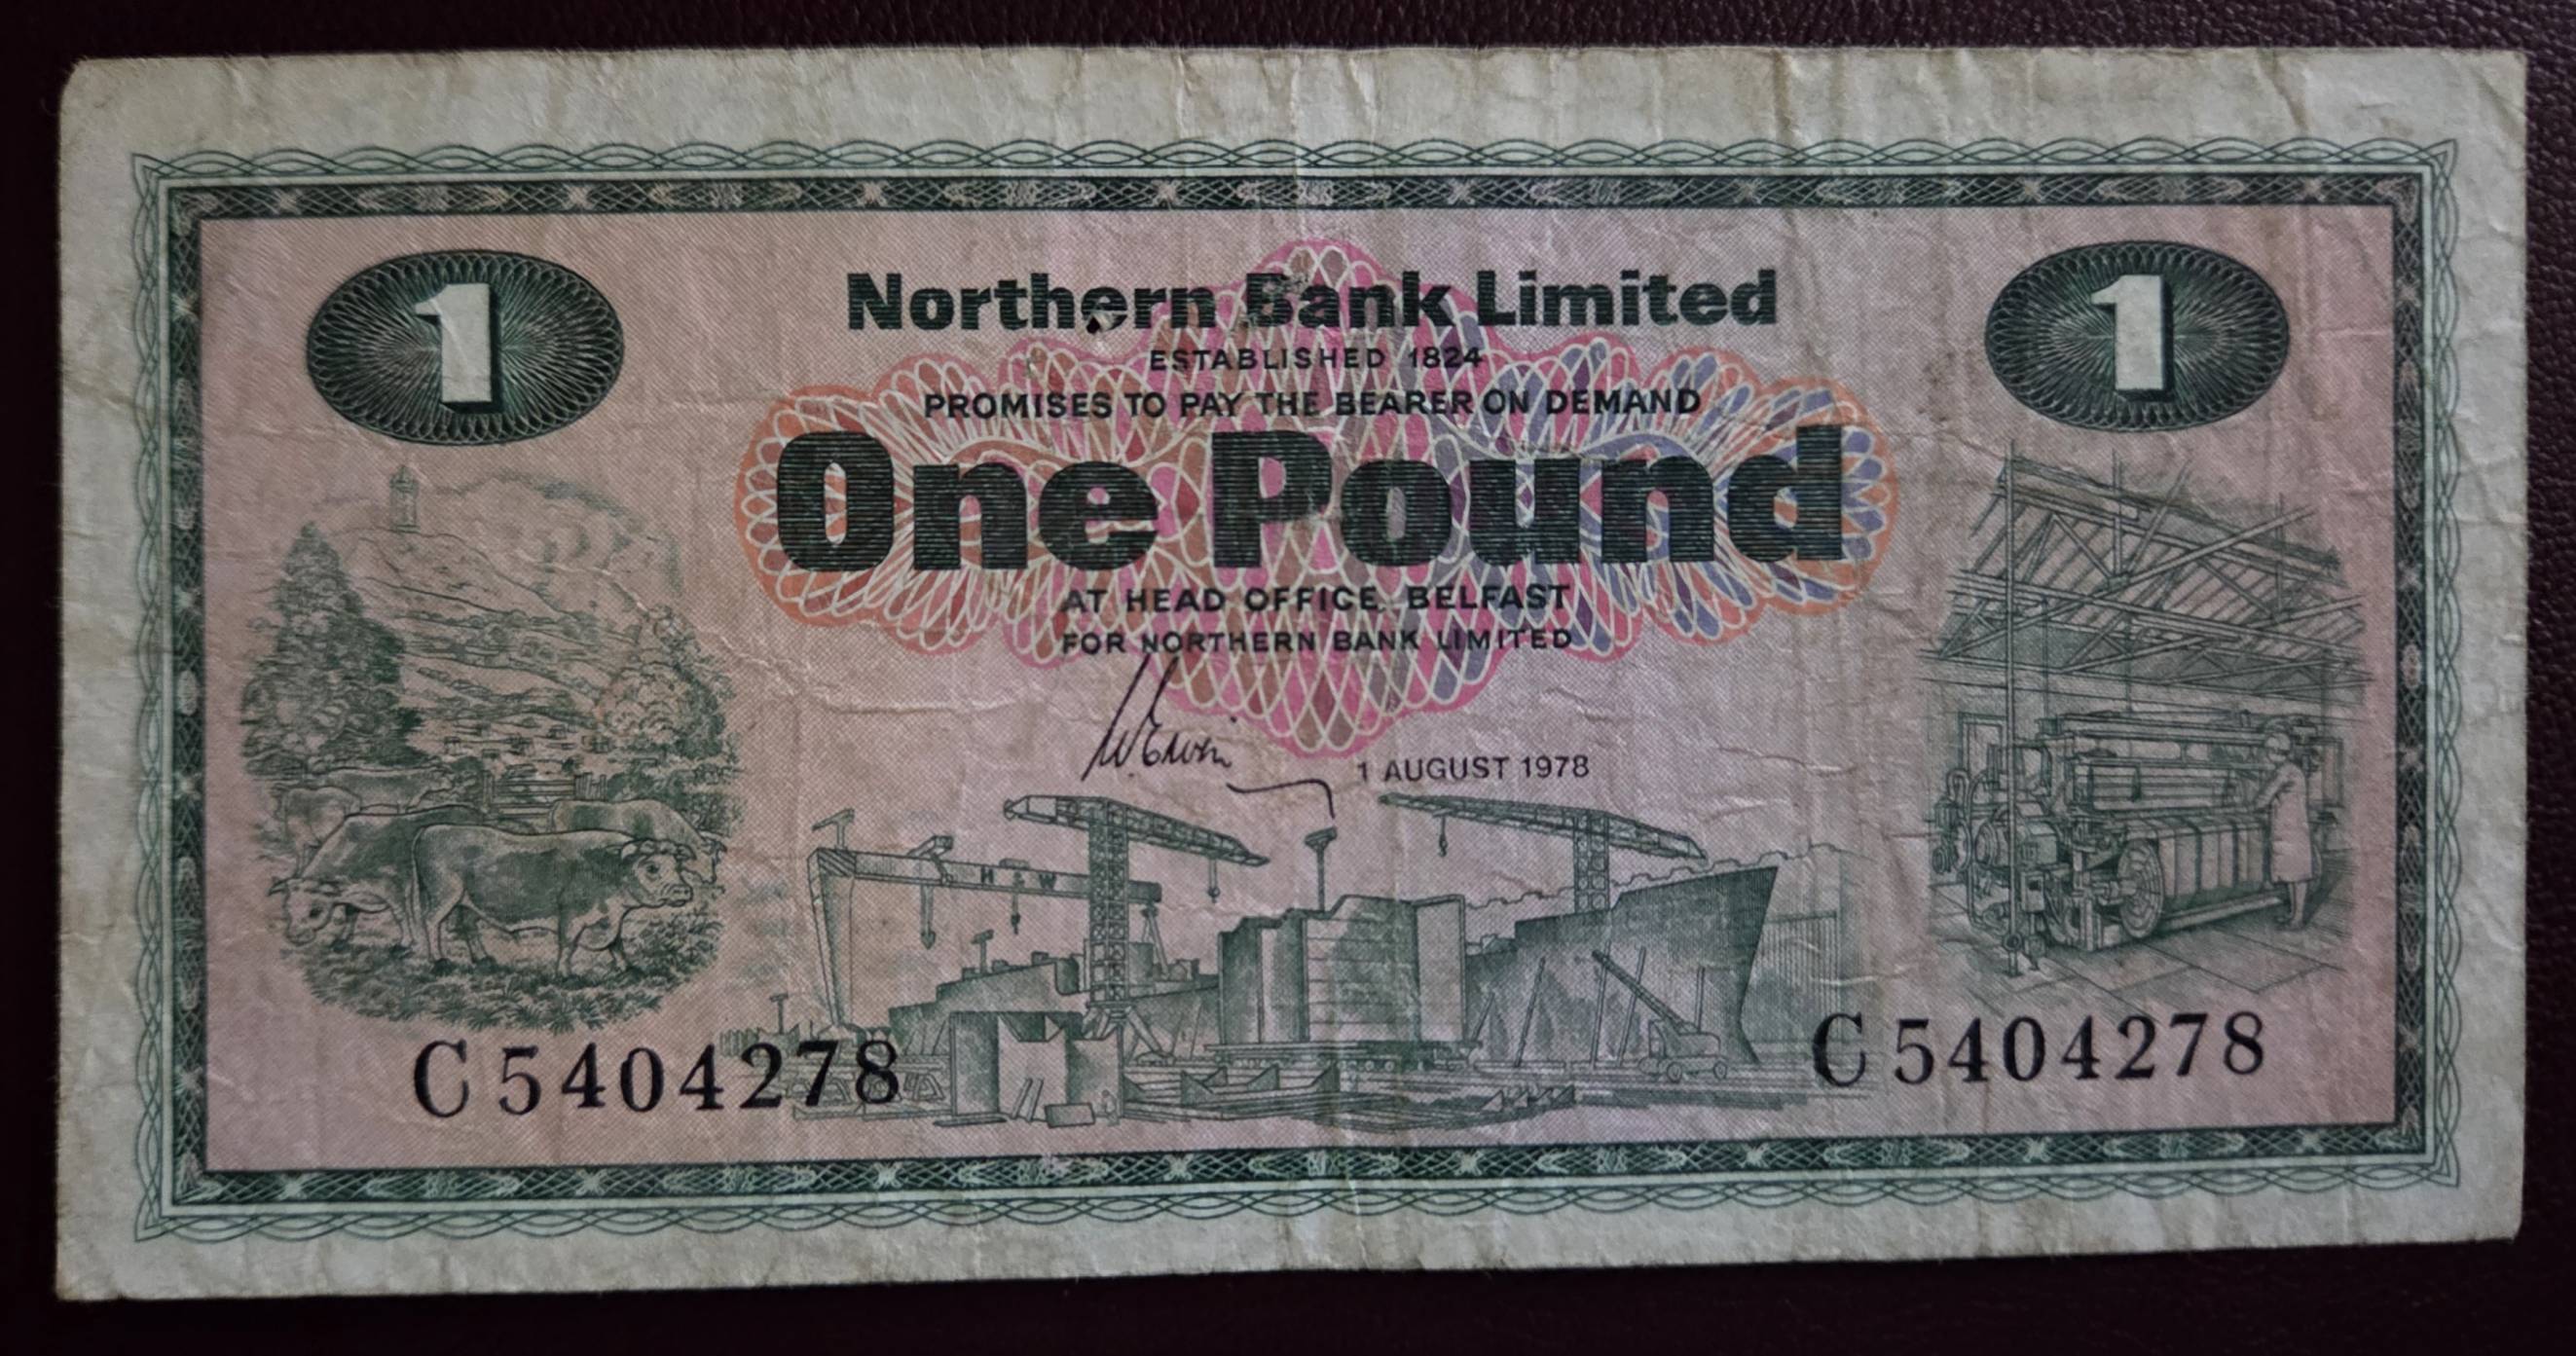 1
1
Northern Bank Limited
ESTABLISHED 1824
PROMISES TO PAY THE BEARER ON DEMAND
One Pound
AT HEAD OFFICE, BELFAST
FOR NORTHERN BANK LIMITED
1 AUGUST 1978
H & W
C 5404278
C 5404278